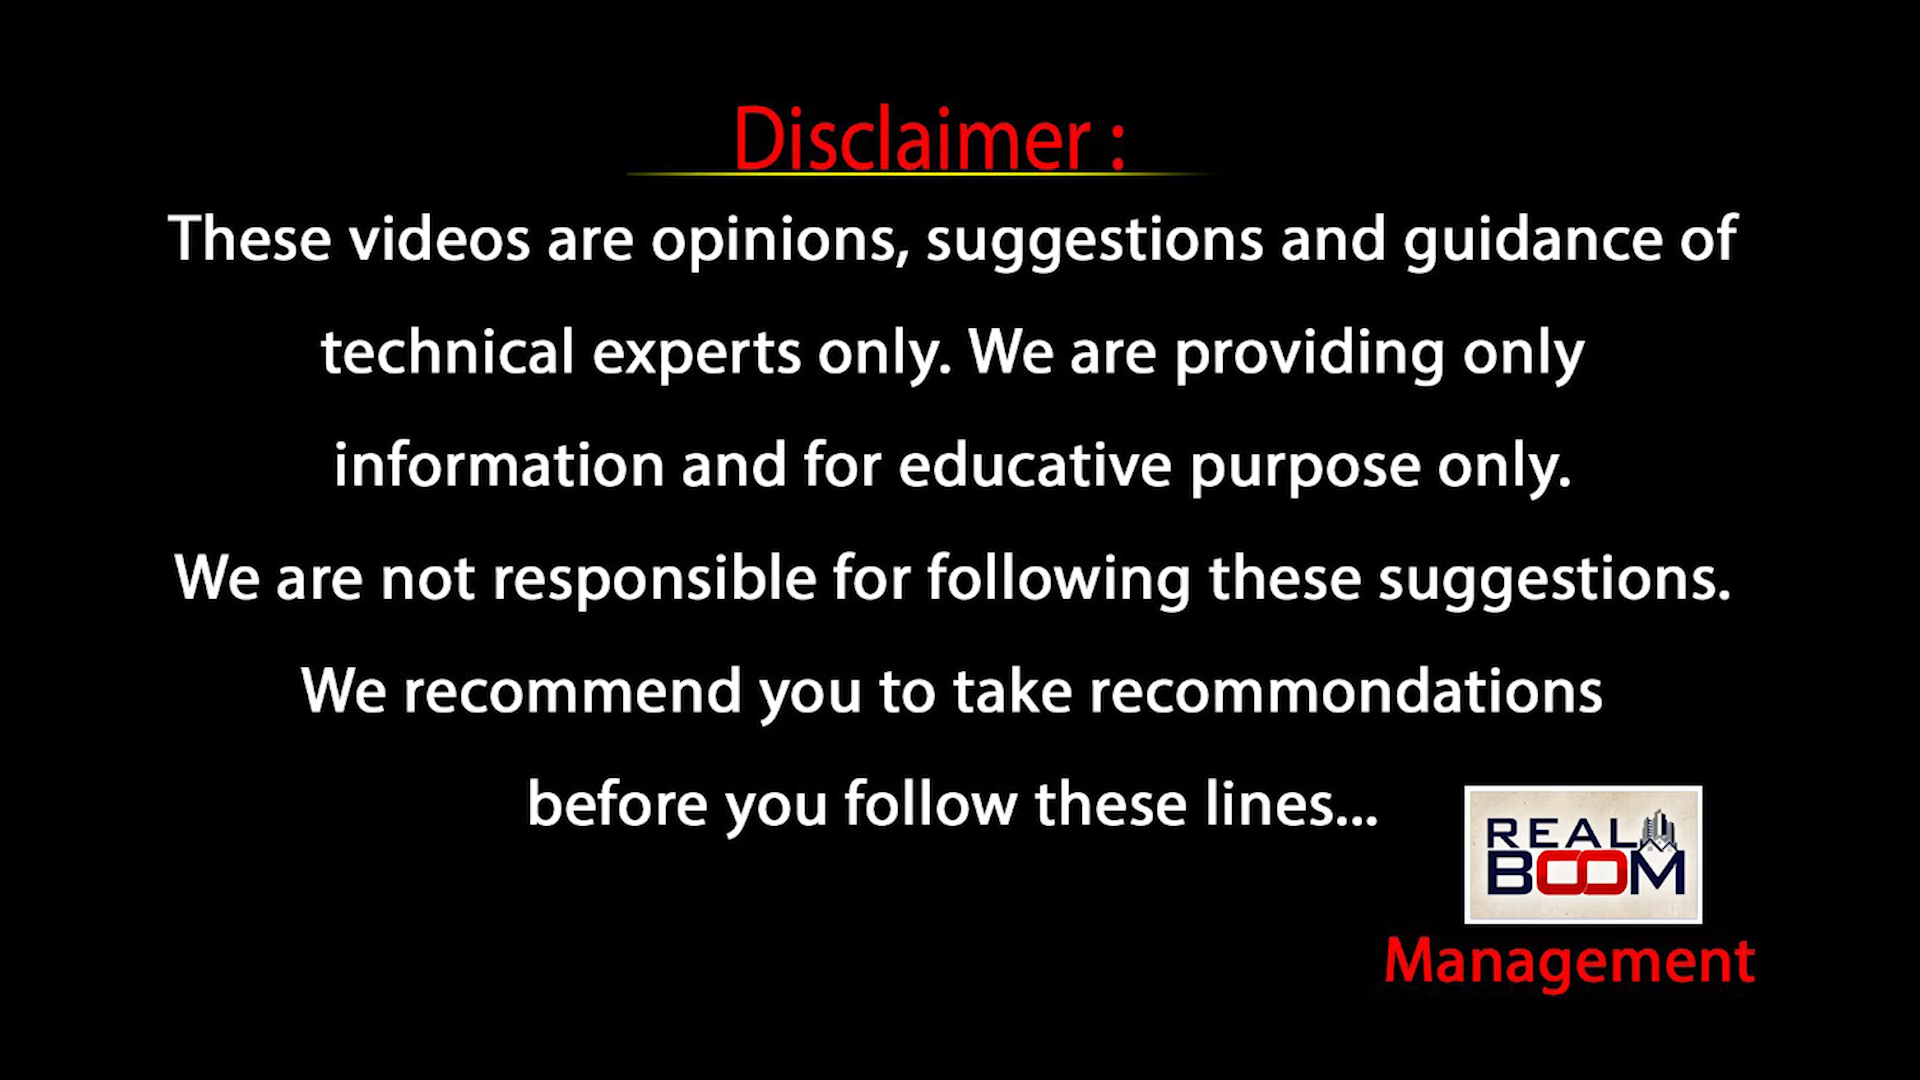 Disclaimer :
These videos are opinions, suggestions and guidance of
technical experts only. We are providing only
information and for educative purpose only.
We are not responsible for following these suggestions.
We recommend you to take recommondations
before you follow these lines...
REAL
BOOM
Management